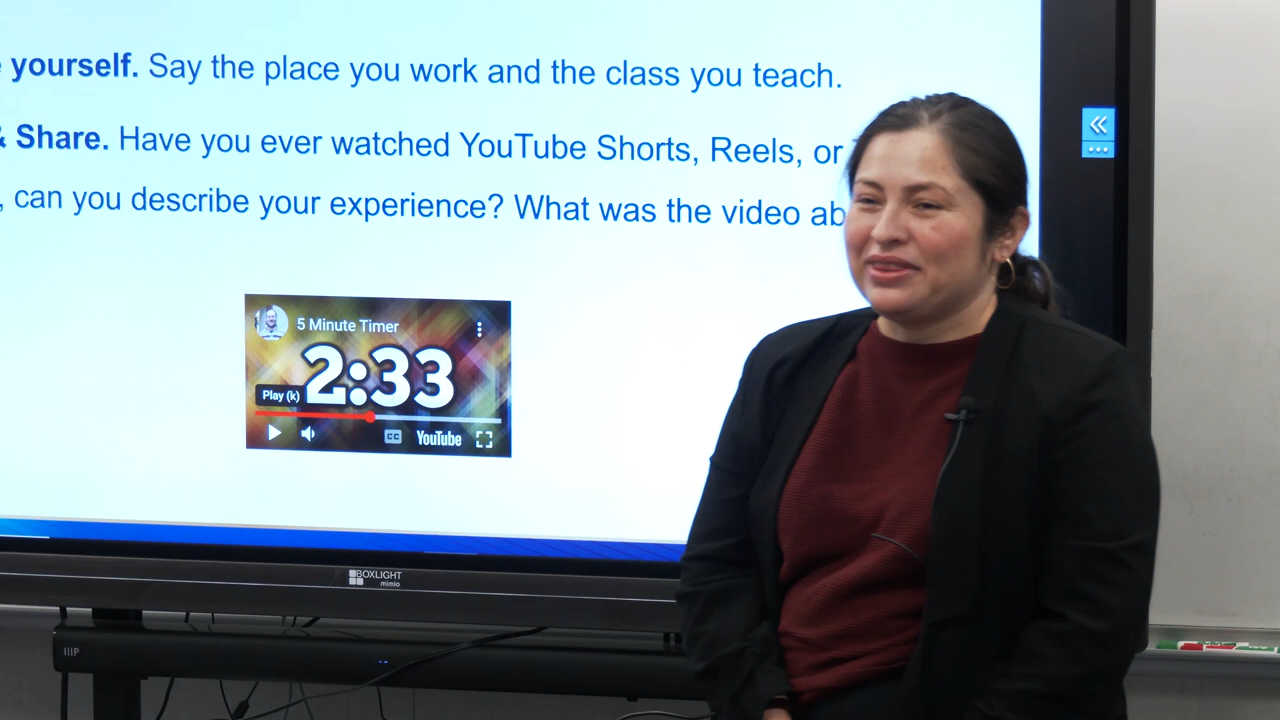 yourself. Say the place you work and the class you teach.
& Share. Have you ever watched YouTube Shorts, Reels, or
, can you describe your experience? What was the video ab
5 Minute Timer
2:33
Play (k)
CC YouTube
BOXLIGHT
mimio